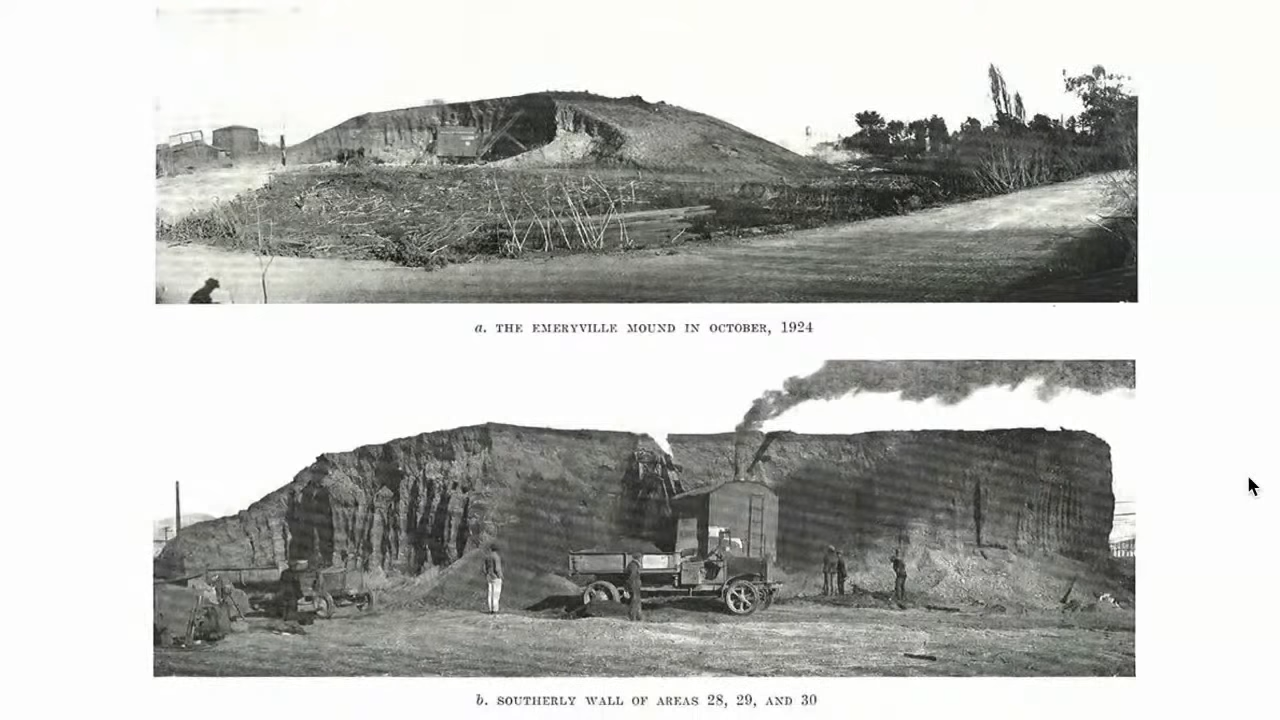 a. THE EMERYVILLE MOUND IN OCTOBER, 1924
b. SOUTHERLY WALL OF AREAS 28, 29, AND 30